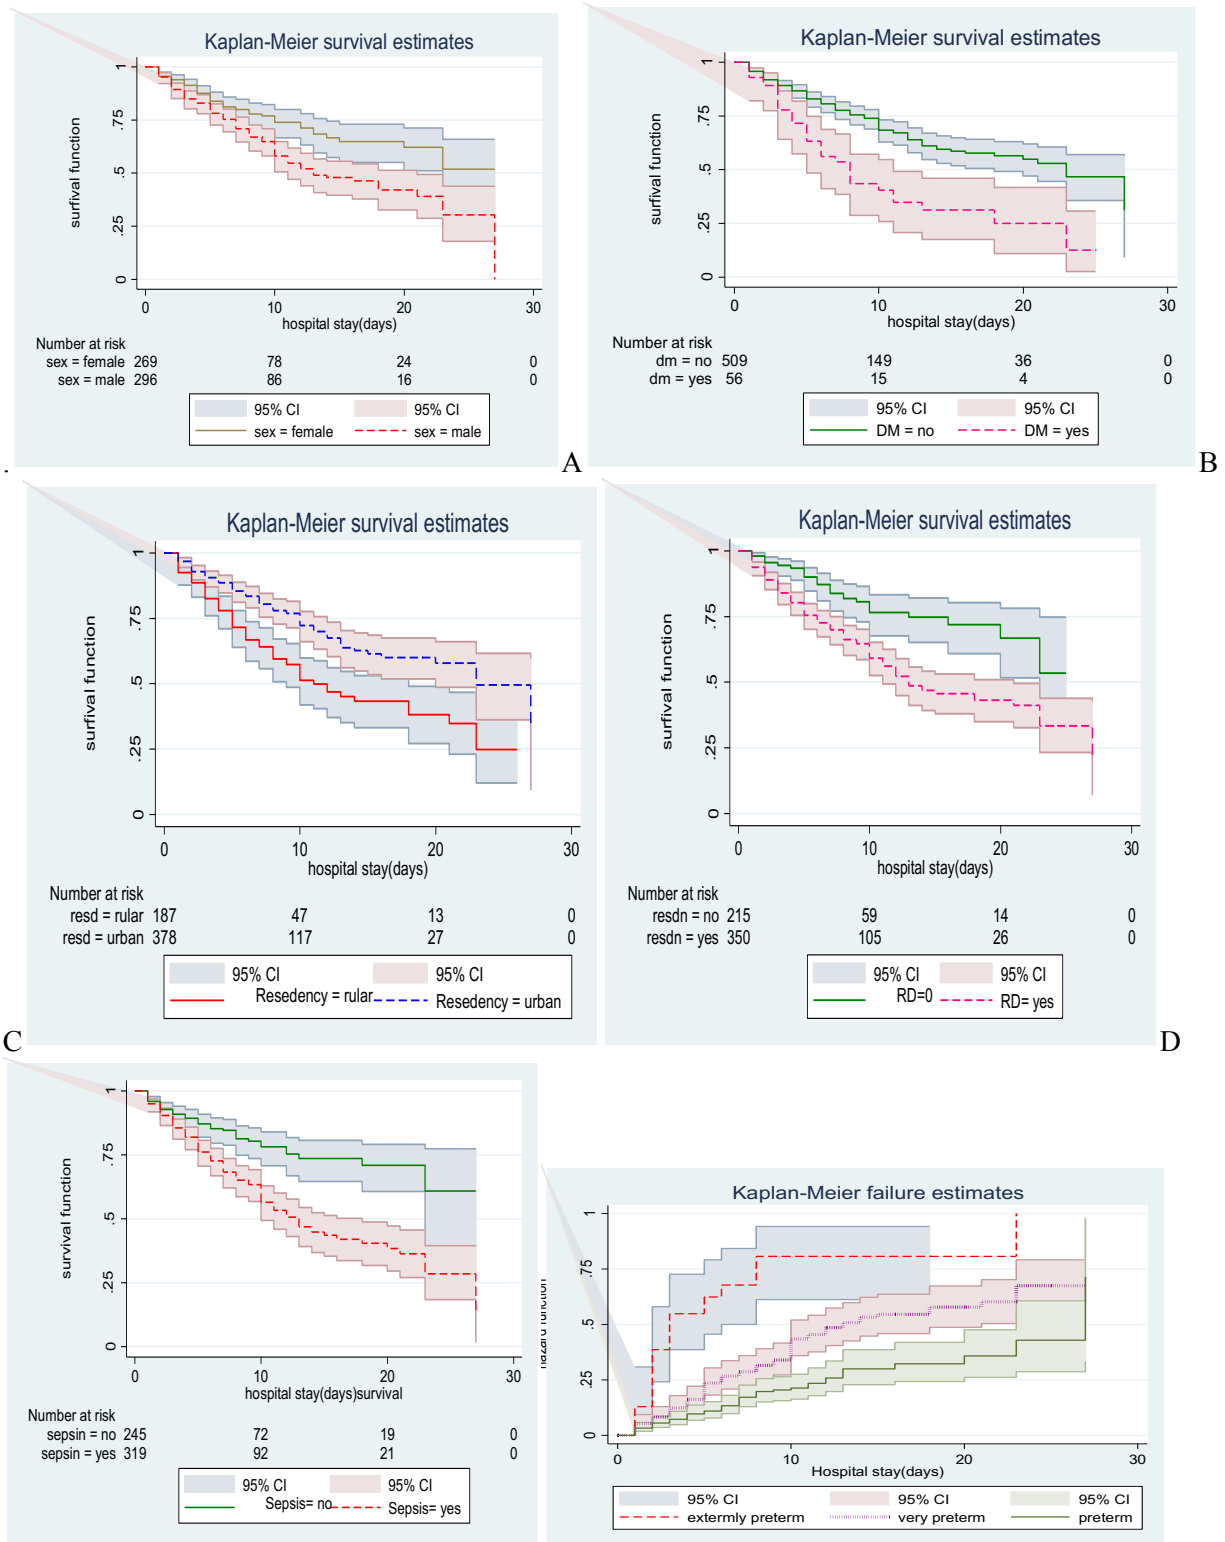 Kaplan-Meier survival estimates
surfival function
1
.75
.5
.25
0
0 10 20 30
hospital stay(days)
Number at risk
sex = female 269 78 24 0
sex = male 296 86 16 0
95% CI 95% CI
sex = female sex = male
. A
Kaplan-Meier survival estimates
surfival function
1
.75
.5
.25
0
0 10 20 30
hospital stay(days)
Number at risk
dm = no 509 149 36 0
dm = yes 56 15 4 0
95% CI 95% CI
DM = no DM = yes
B
Kaplan-Meier survival estimates
surfival function
1
.75
.5
.25
0
0 10 20 30
hospital stay(days)
Number at risk
resd = rular 187 47 13 0
resd = urban 378 117 27 0
95% CI 95% CI
Resedency = rular Resedency = urban
C
Kaplan-Meier survival estimates
survival function
1
.75
.5
.25
0
0 10 20 30
hospital stay(days)
Number at risk
resdn = no 215 59 14 0
resdn = yes 350 105 26 0
95% CI 95% CI
RD=0 RD= yes
D
survival function
1
.75
.5
.25
0
0 10 20 30
hospital stay(days)survival
Number at risk
sepsin = no 245 72 19 0
sepsin = yes 319 92 21 0
95% CI 95% CI
Sepsis= no Sepsis= yes
Kaplan-Meier failure estimates
hazard function
1
.75
.5
.25
0
0 10 20 30
Hospital stay(days)
95% CI 95% CI 95% CI
extermly preterm very preterm preterm